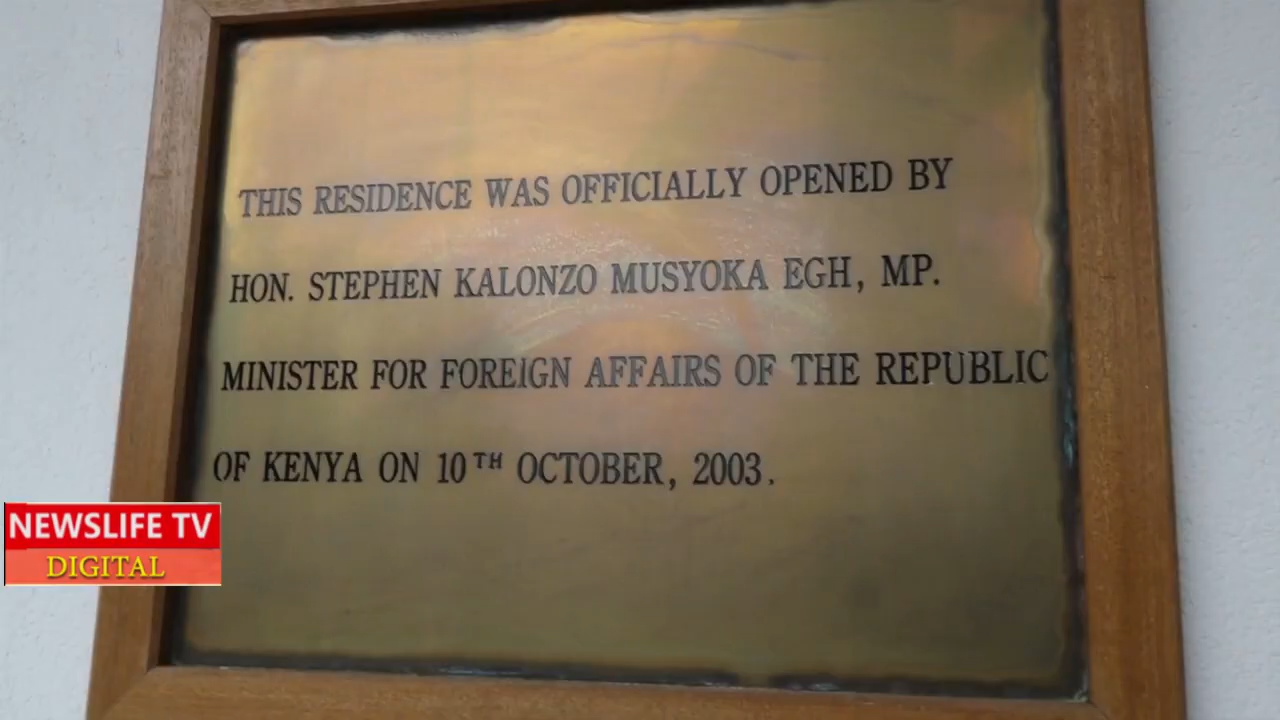 THIS RESIDENCE WAS OFFICIALLY OPENED BY
HON. STEPHEN KALONZO MUSYOKA EGH, MP.
MINISTER FOR FOREIGN AFFAIRS OF THE REPUBLIC
OF KENYA ON 10TH OCTOBER, 2003.
NEWSLIFE TV
DIGITAL